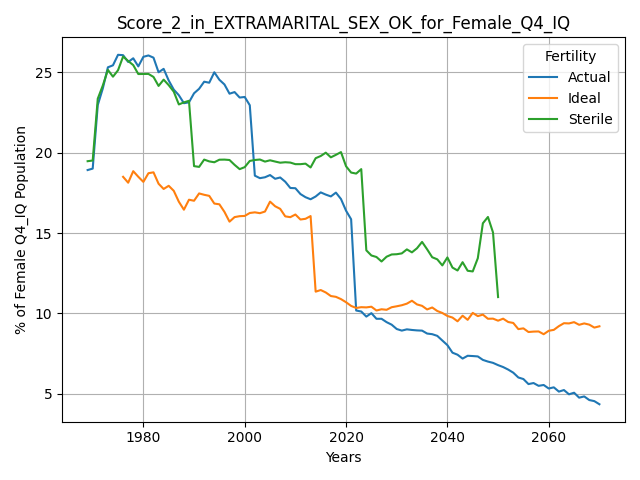 Score_2_in_EXTRAMARITAL_SEX_OK_for_Female_Q4_IQ
Fertility
Actual
Ideal
Sterile
% of Female Q4_IQ Population
25
20
15
10
5
1980 2000 2020 2040 2060
Years